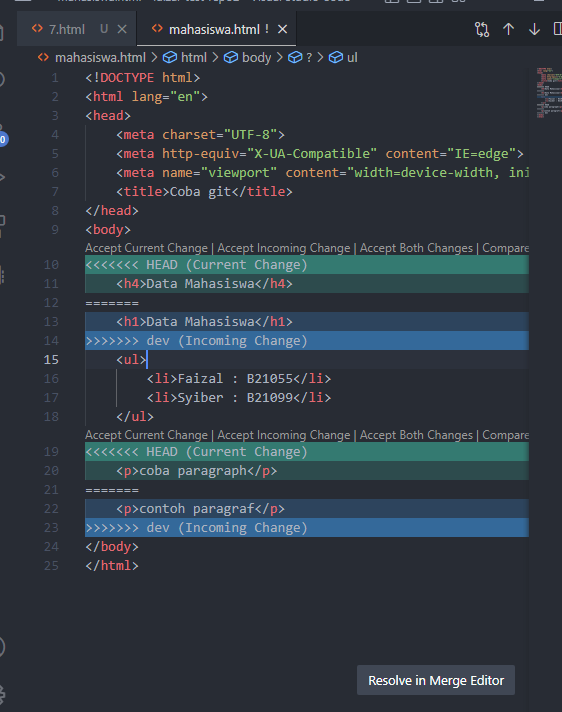 7.html U
mahasiswa.html !
mahasiswa.html > html > body > ? > ul
1 <!DOCTYPE html>
2 <html lang="en">
3 <head>
4 <meta charset="UTF-8">
5 <meta http-equiv="X-UA-Compatible" content="IE=edge">
6 <meta name="viewport" content="width=device-width, ini
7 <title>Coba git</title>
8 </head>
9 <body>
Accept Current Change | Accept Incoming Change | Accept Both Changes | Compare
10 <<<<<<< HEAD (Current Change)
11 <h4>Data Mahasiswa</h4>
12 =======
13 <h1>Data Mahasiswa</h1>
14 >>>>>>> dev (Incoming Change)
15 <ul>
16 <li>Faizal : B21055</li>
17 <li>Syiber : B21099</li>
18 </ul>
Accept Current Change | Accept Incoming Change | Accept Both Changes | Compare
19 <<<<<<< HEAD (Current Change)
20 <p>coba paragraph</p>
21 =======
22 <p>contoh paragraf</p>
23 >>>>>>> dev (Incoming Change)
24 </body>
25 </html>
Resolve in Merge Editor